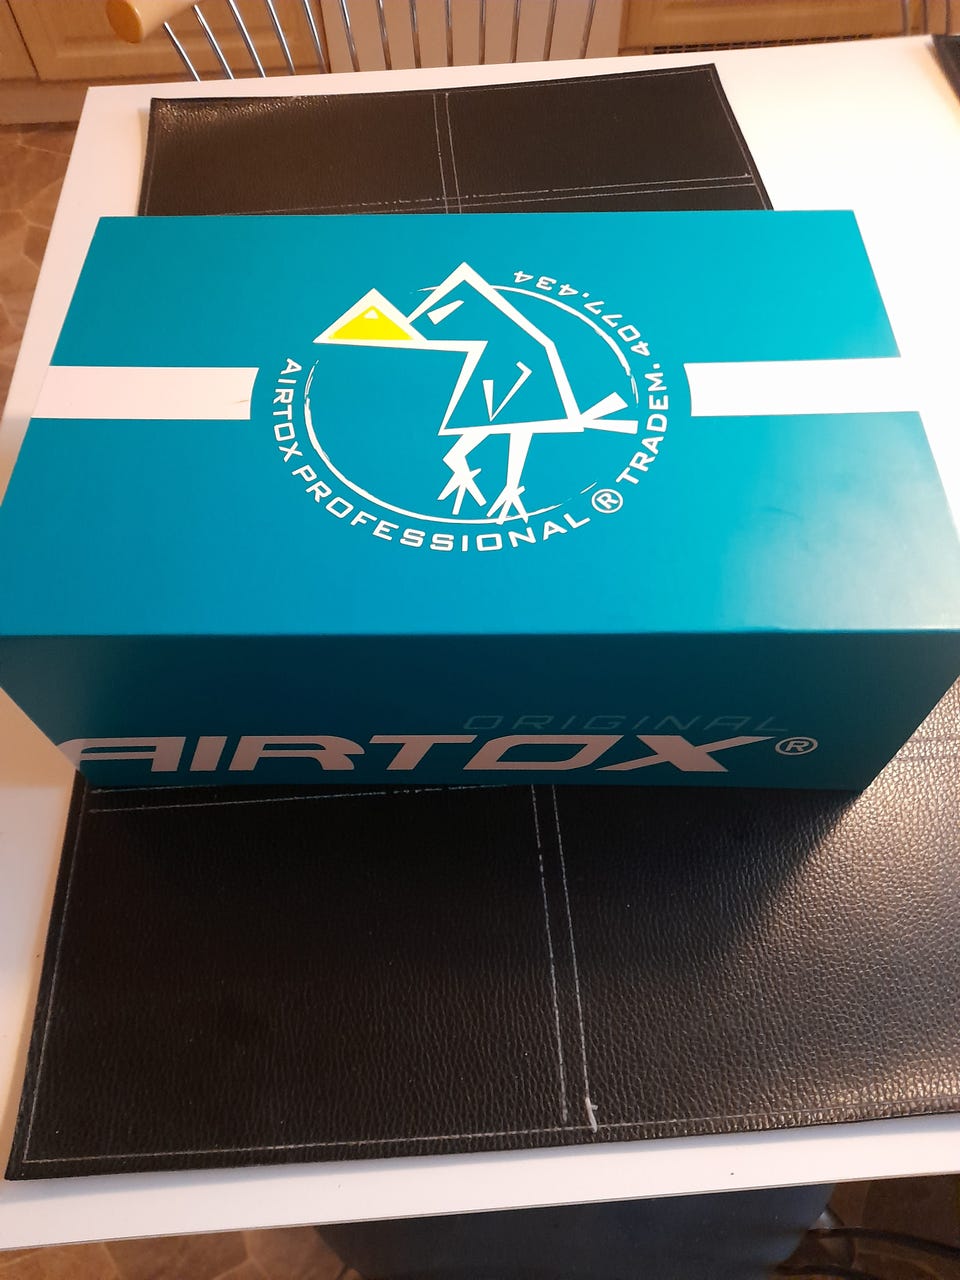 AIRTOX PROFESSIONAL ® TRADEM. 4077.434
ORIGINAL
AIRTOX®